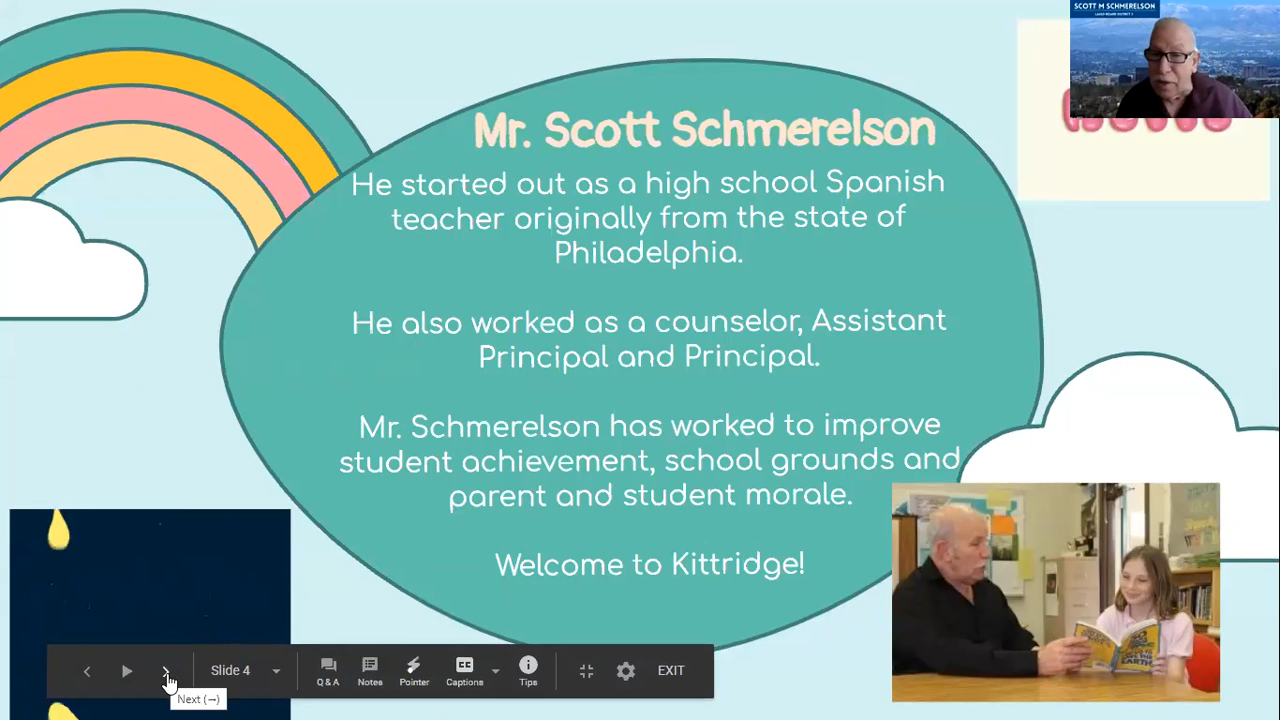 SCOTT M SCHMERELSON
Mr. Scott Schmerelson
He started out as a high school Spanish
teacher originally from the state of
Philadelphia.
He also worked as a counselor, Assistant
Principal and Principal.
Mr. Schmerelson has worked to improve
student achievement, school grounds and
parent and student morale.
Welcome to Kittridge!
Slide 4
Q & A
Notes
Pointer
Captions
Tips
EXIT
Next (→)